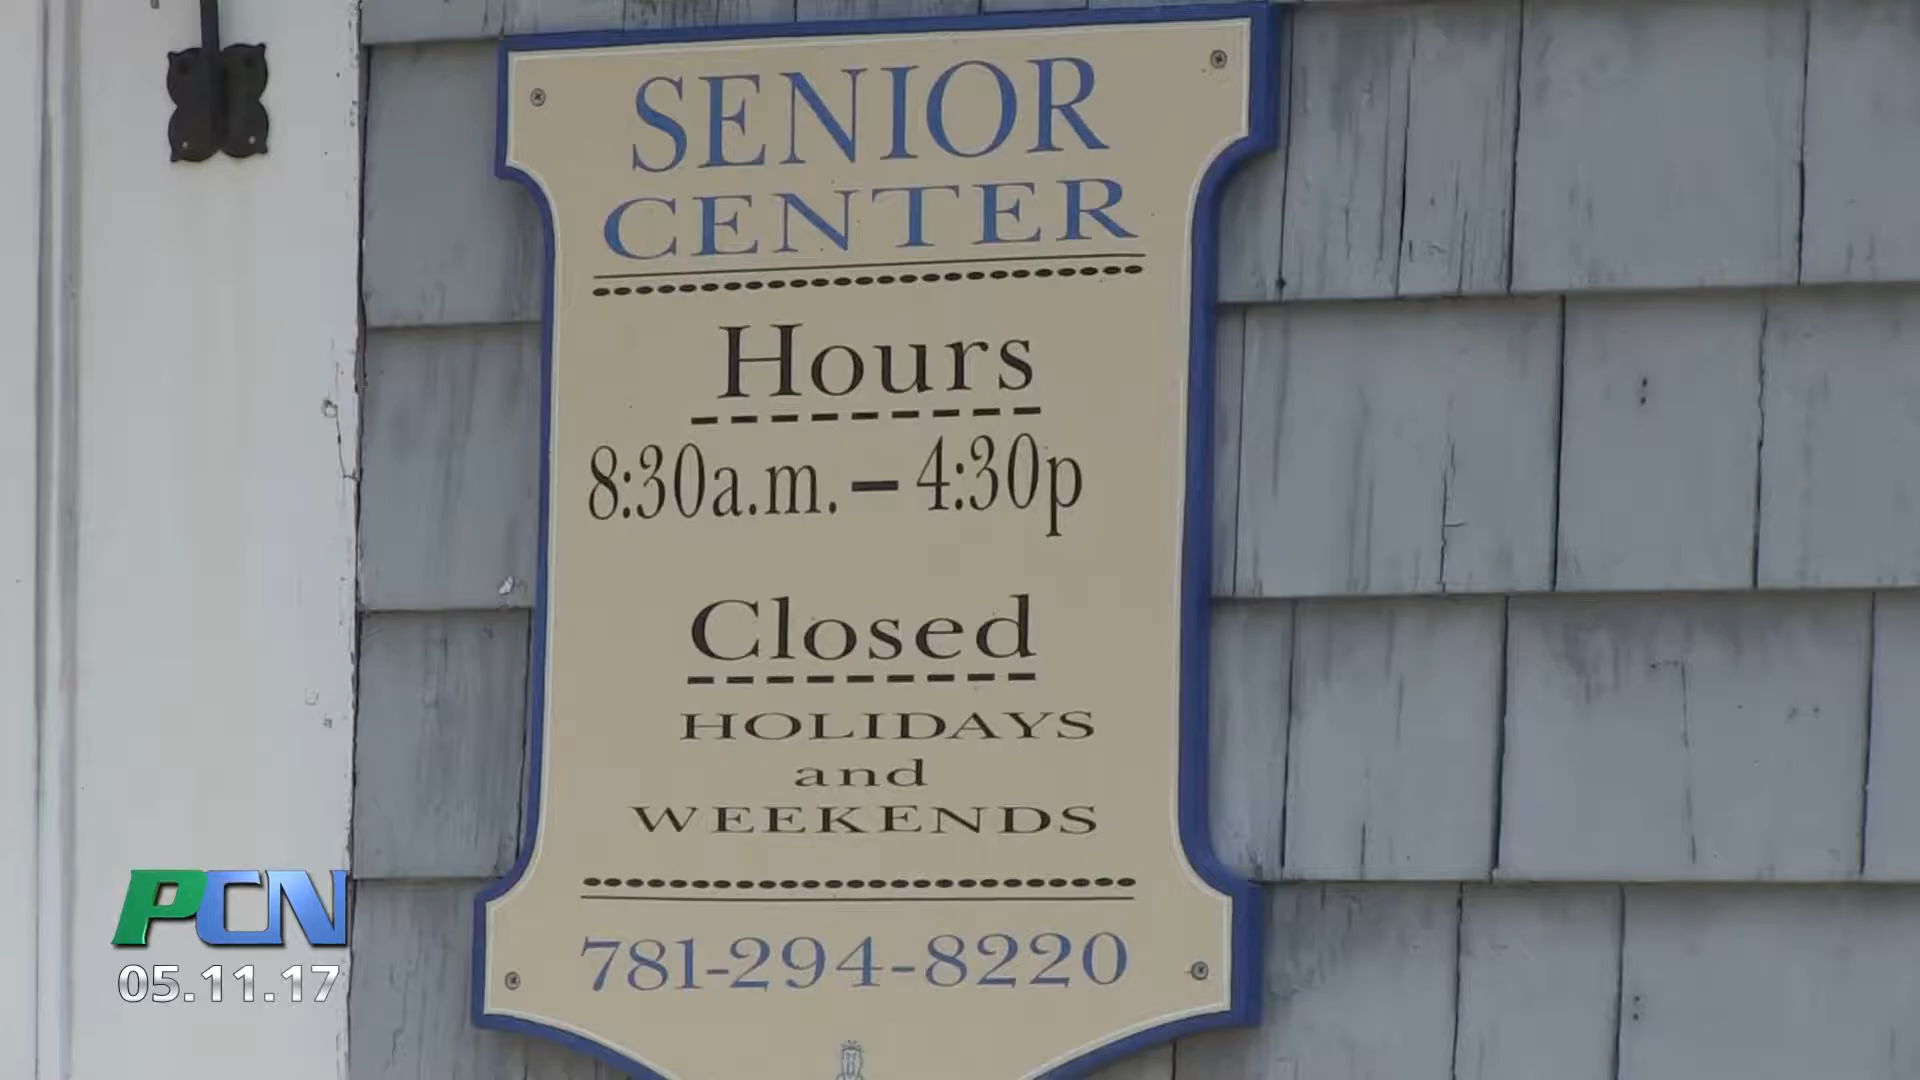 SENIOR
CENTER
Hours
8:30a.m. – 4:30p
Closed
HOLIDAYS
and
WEEKENDS
781-294-8220
PCN
05.11.17